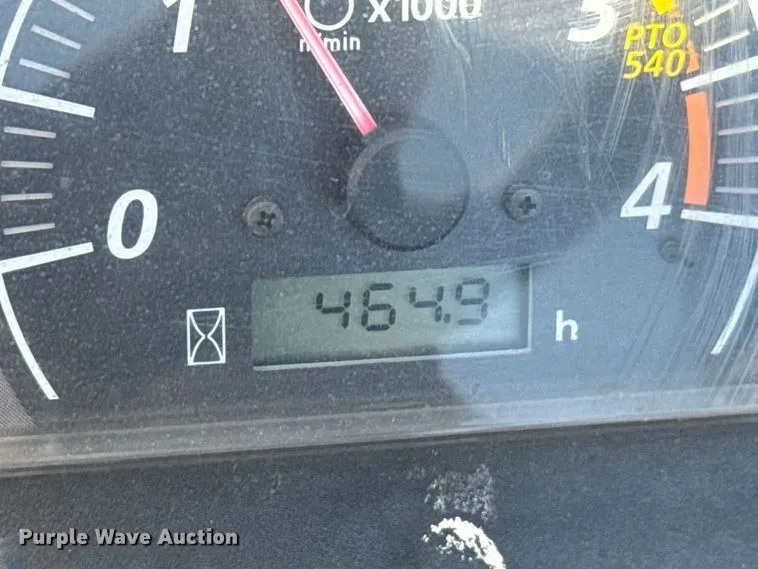 x1000
n/min
1
3
PTO
540
0
4
464.9 h
Purple Wave Auction